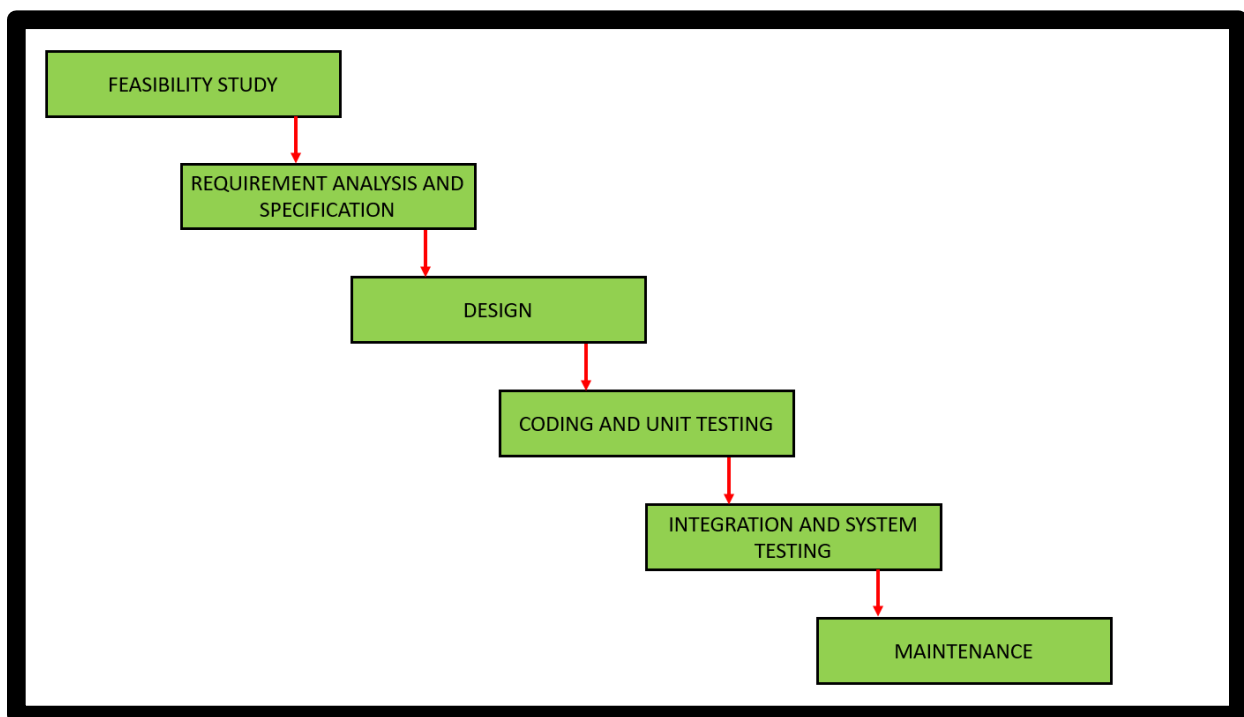 FEASIBILITY STUDY
REQUIREMENT ANALYSIS AND
SPECIFICATION
DESIGN
CODING AND UNIT TESTING
INTEGRATION AND SYSTEM
TESTING
MAINTENANCE